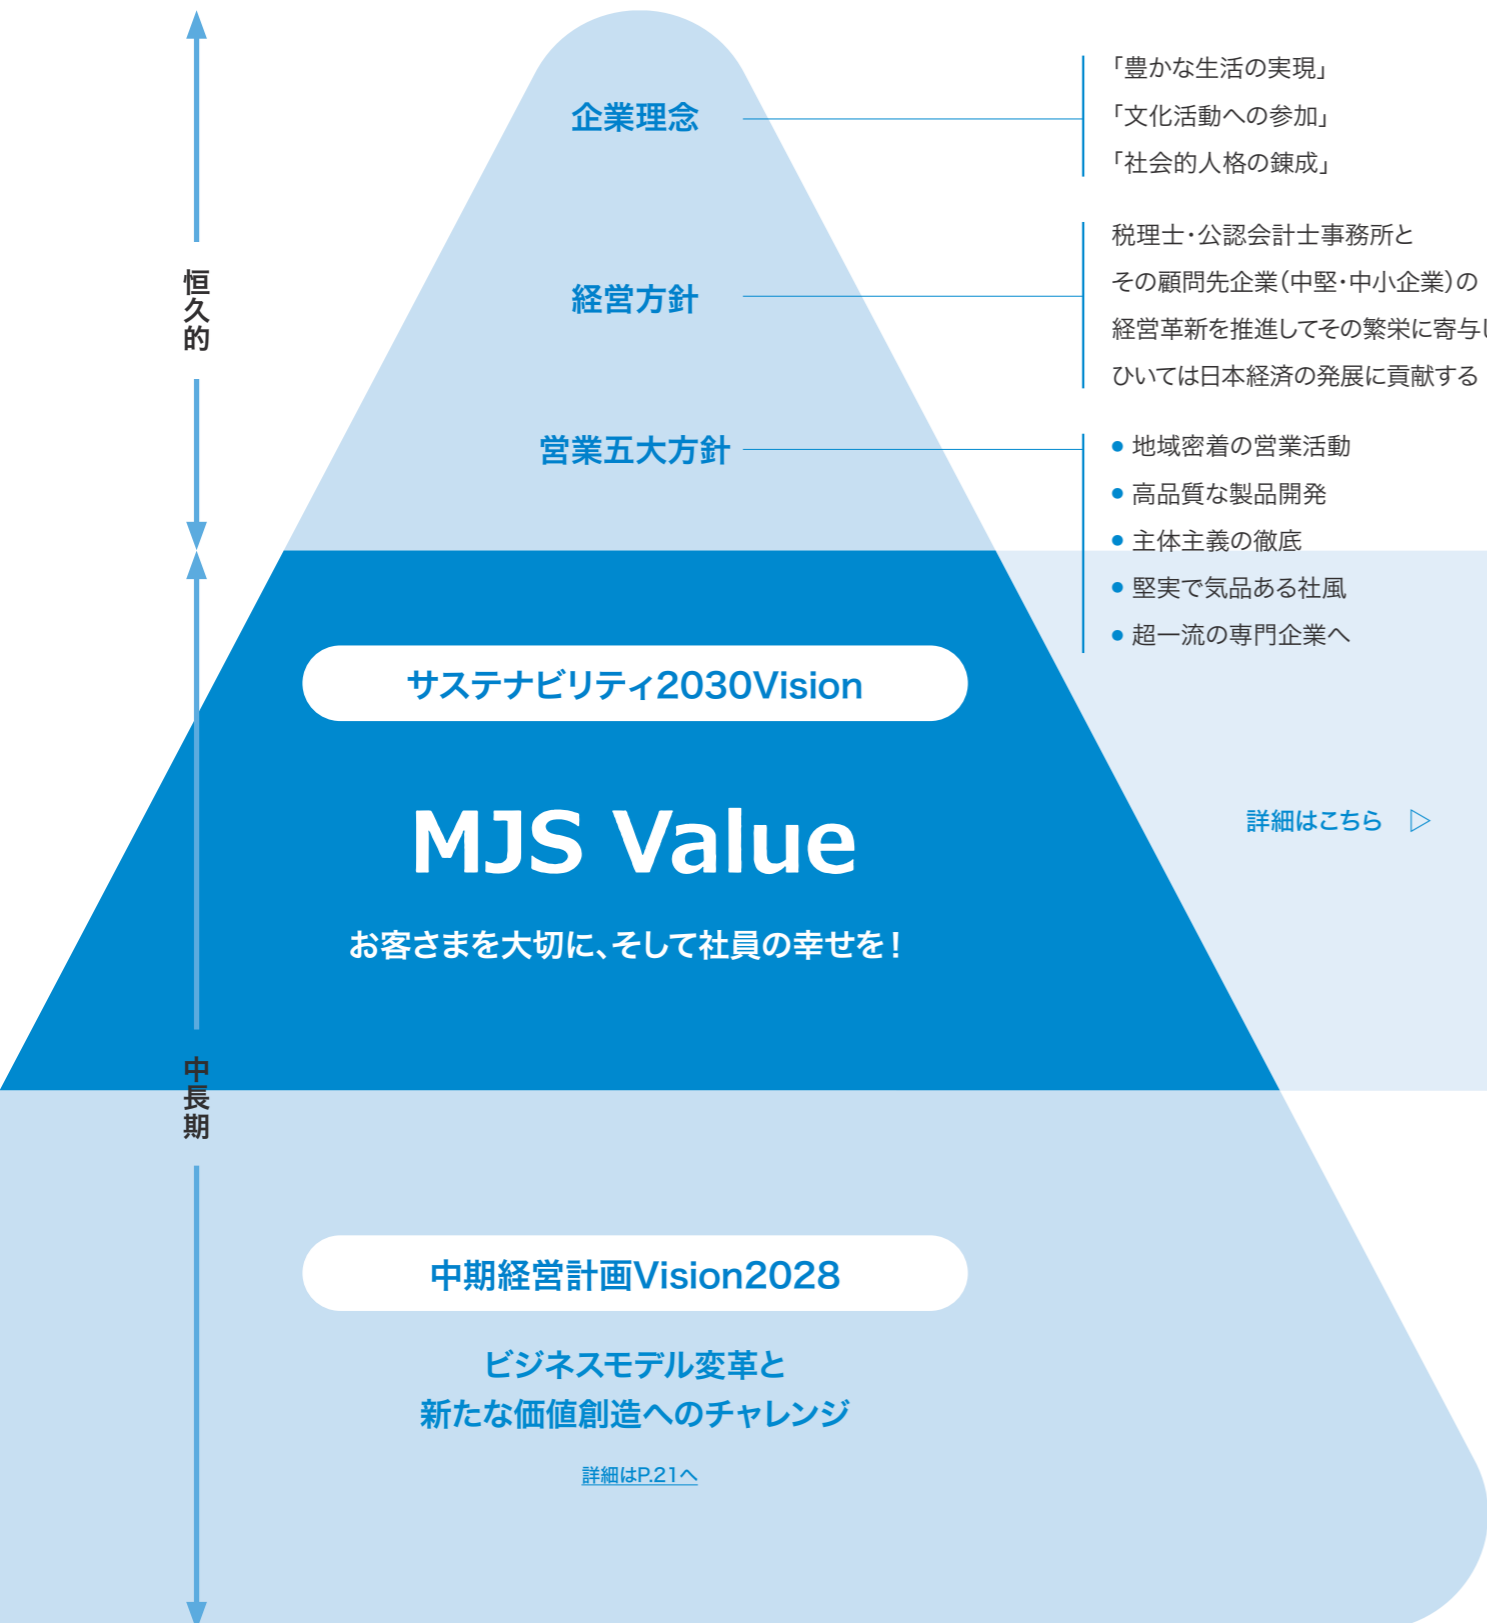 恒久的
企業理念
「豊かな生活の実現」
「文化活動への参加」
「社会的人格の錬成」
経営方針
税理士・公認会計士事務所と
その顧問先企業(中堅・中小企業)の
経営革新を推進してその繁栄に寄与し
ひいては日本経済の発展に貢献する
営業五大方針
● 地域密着の営業活動
● 高品質な製品開発
● 主体主義の徹底
● 堅実で気品ある社風
● 超一流の専門企業へ
中長期
サステナビリティ2030Vision
MJS Value
お客さまを大切に、そして社員の幸せを！
詳細はこちら ▷
中期経営計画Vision2028
ビジネスモデル変革と
新たな価値創造へのチャレンジ
詳細はP.21へ